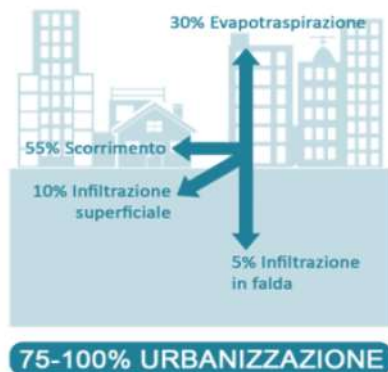 30% Evapotraspirazione
55% Scorrimento
10% Infiltrazione
superficiale
5% Infiltrazione
in falda
75-100% URBANIZZAZIONE